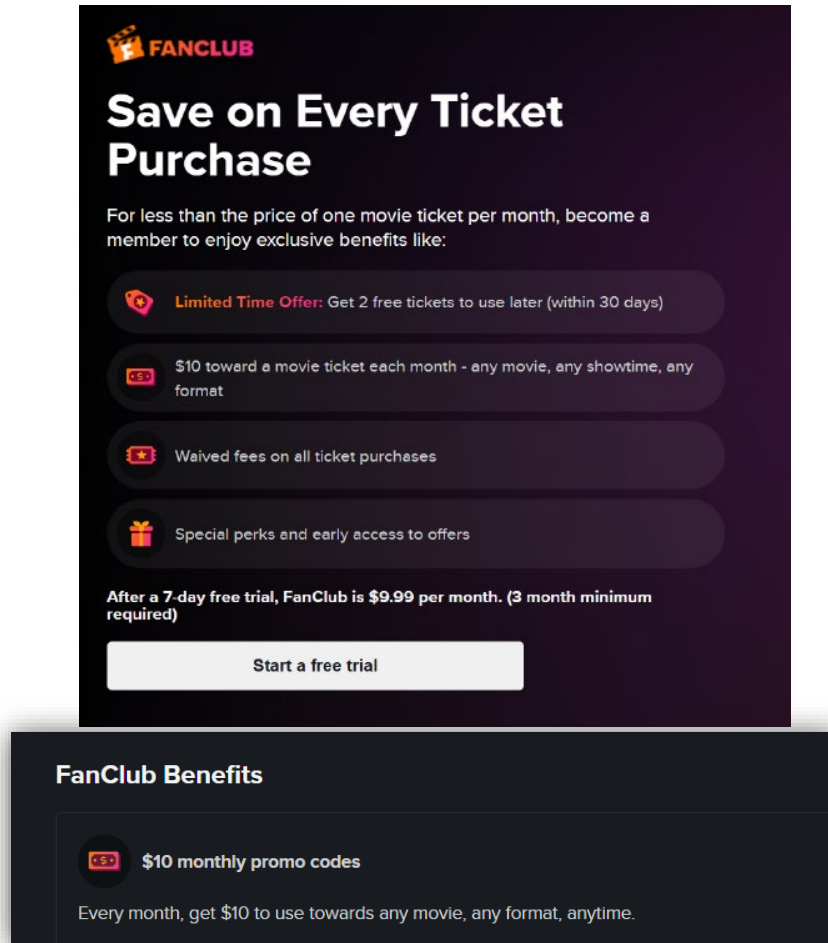 FANCLUB
Save on Every Ticket
Purchase
For less than the price of one movie ticket per month, become a
member to enjoy exclusive benefits like:
Limited Time Offer: Get 2 free tickets to use later (within 30 days)
$10 toward a movie ticket each month - any movie, any showtime, any
format
Waived fees on all ticket purchases
Special perks and early access to offers
After a 7-day free trial, FanClub is $9.99 per month. (3 month minimum
required)
Start a free trial
FanClub Benefits
$10 monthly promo codes
Every month, get $10 to use towards any movie, any format, anytime.